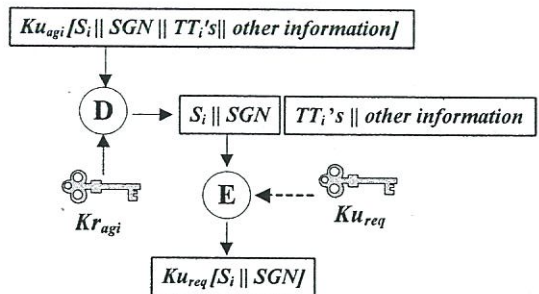 Ku_agi[S_i || SGN || TT_i's || other information]
D
S_i || SGN
TT_i's || other information
Kr_agi
E
Ku_req
Ku_req[S_i || SGN]